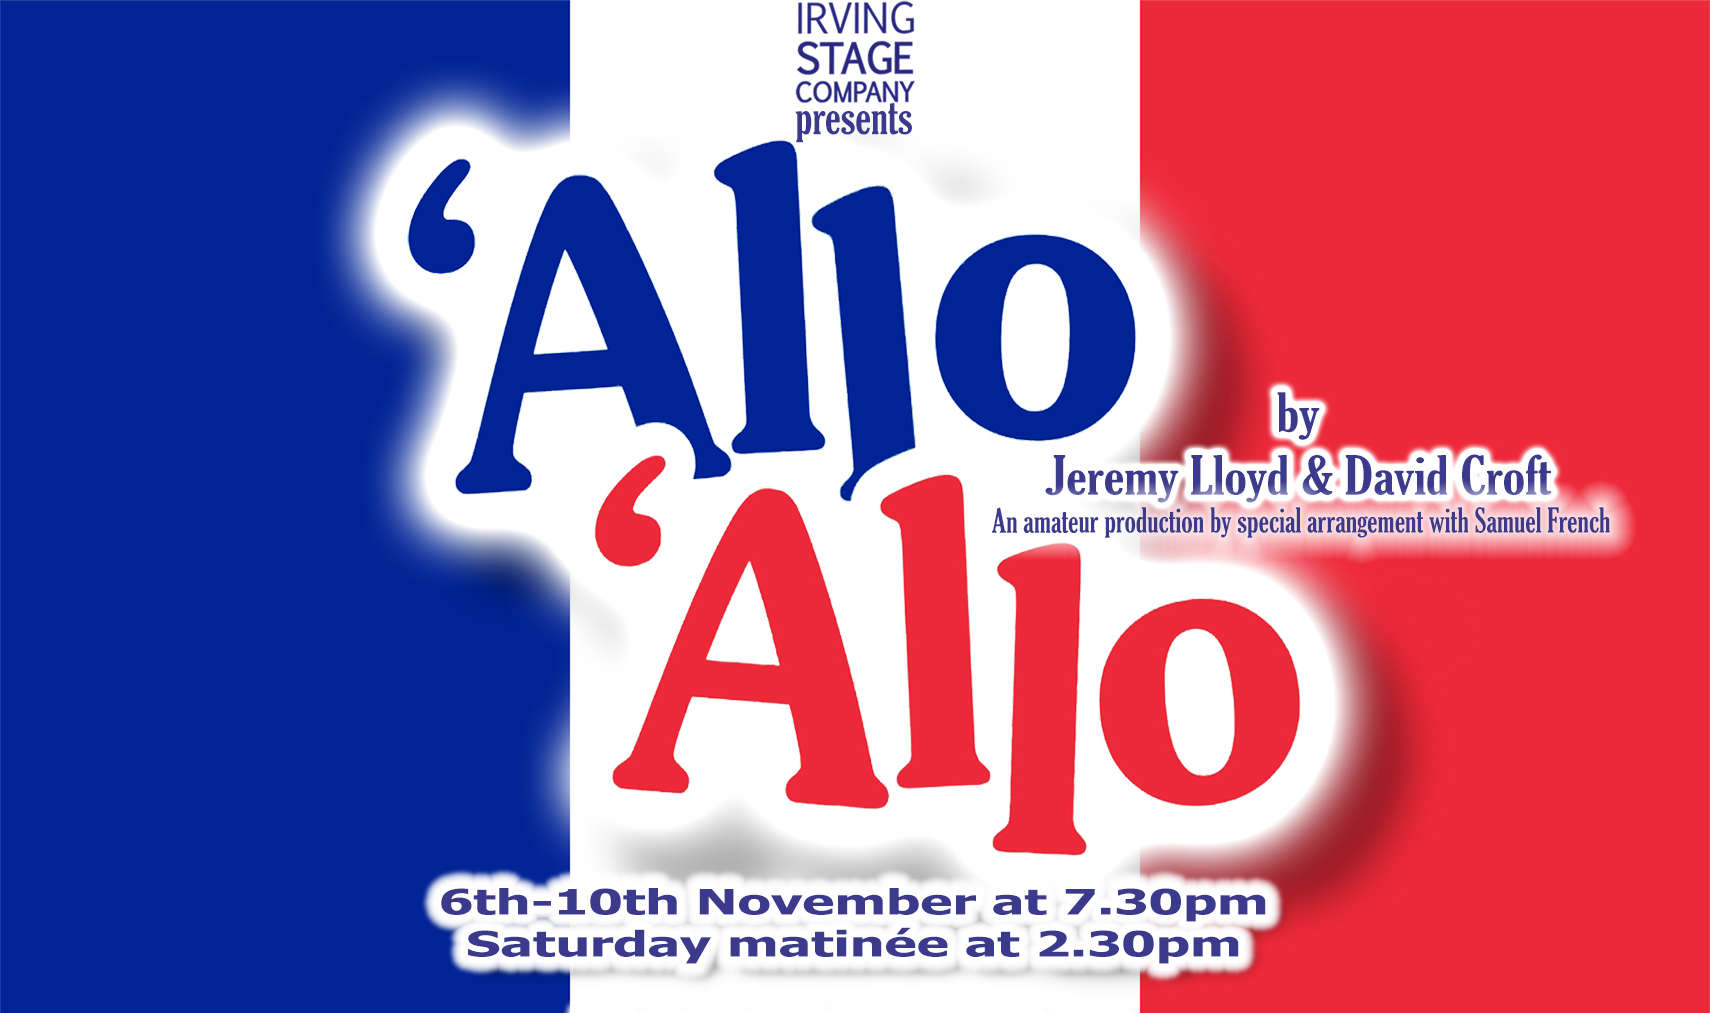 IRVING
STAGE
COMPANY
presents
‘Allo
‘Allo
by
Jeremy Lloyd & David Croft
An amateur production by special arrangement with Samuel French
6th-10th November at 7.30pm
Saturday matinée at 2.30pm